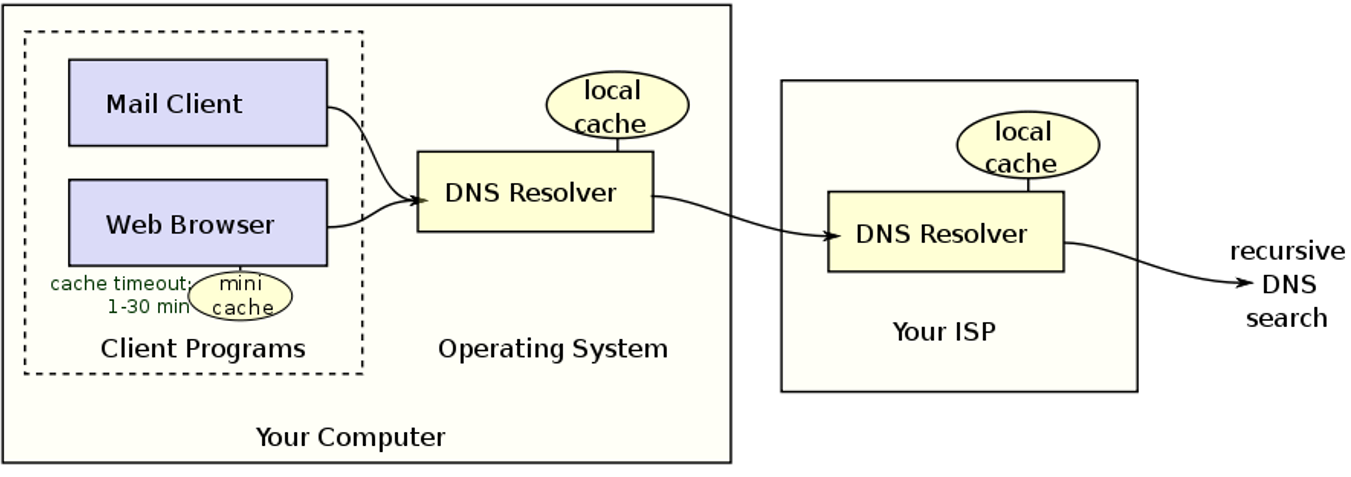 Mail Client
Web Browser
cache timeout:
1-30 min
mini
cache
Client Programs
local
cache
DNS Resolver
Operating System
Your Computer
local
cache
DNS Resolver
Your ISP
recursive
DNS
search